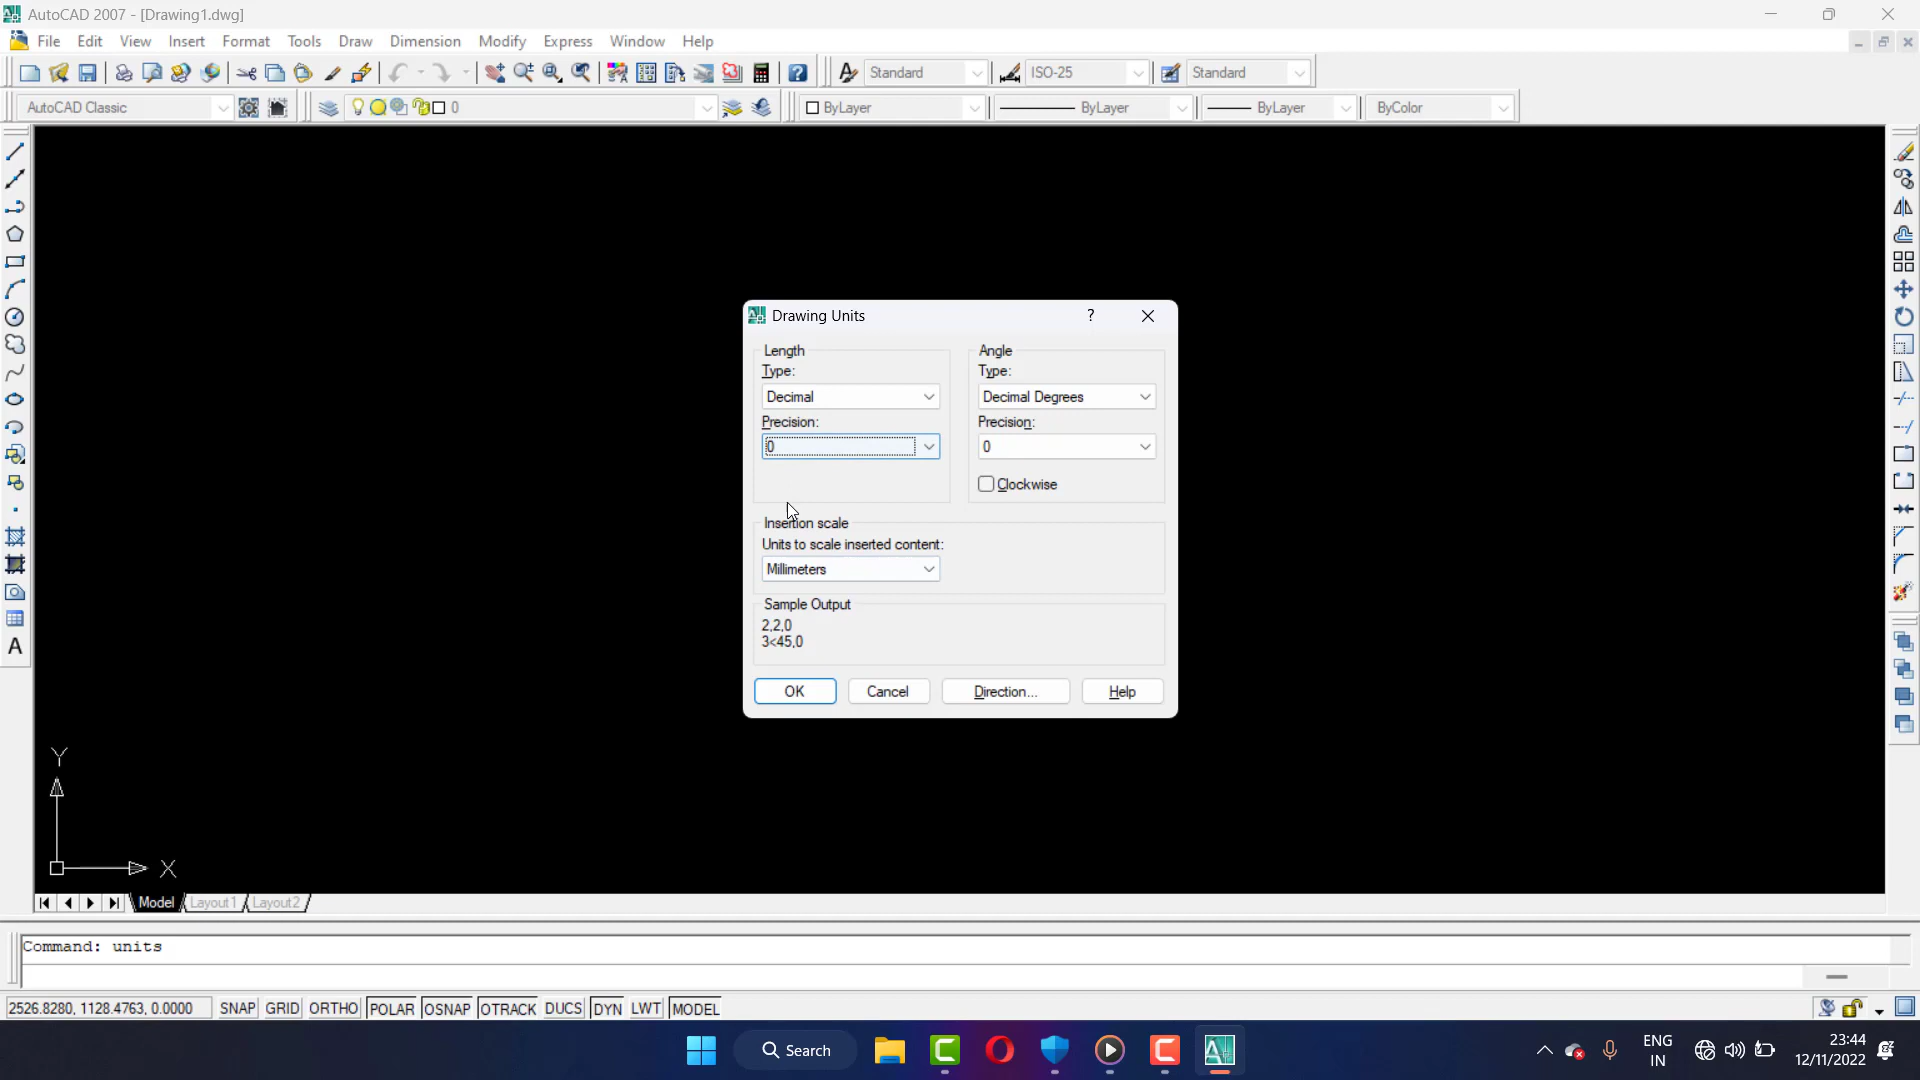 AutoCAD 2007 - [Drawing1.dwg]
File Edit View Insert Format Tools Draw Dimension Modify Express Window Help
Standard ISO-25 Standard
AutoCAD Classic 0 ByLayer ByLayer ByLayer ByColor
Drawing Units ?
Length Angle
Type: Type:
Decimal Decimal Degrees
Precision: Precision:
0 0
Clockwise
Insertion scale
Units to scale inserted content:
Millimeters
Sample Output
2,2,0
3<45,0
OK Cancel Direction... Help
Y
X
Model Layout1 Layout2
Command: units
2526.8280, 1128.4763, 0.0000 SNAP GRID ORTHO POLAR OSNAP OTRACK DUCS DYN LWT MODEL
A
Search
ENG
IN
23:44
12/11/2022